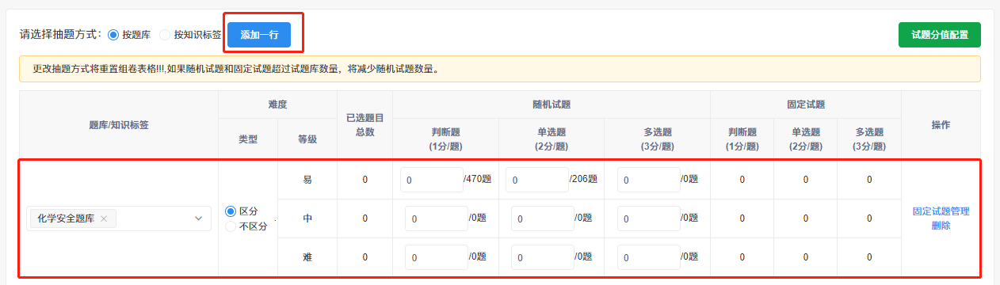 请选择抽题方式： 按题库 按知识标签 添加一行 试题分值配置
更改抽题方式将重置组卷表格!!!,如果随机试题和固定试题超过试题库数量，将减少随机试题数量。
题库/知识标签 难度 已选题目总数 随机试题 固定试题 操作
类型 等级 判断题 单选题 多选题 判断题 单选题 多选题
(1分/题) (2分/题) (3分/题) (1分/题) (2分/题) (3分/题)
易 0 0 /470题 0 /206题 0 /0题 0 0 0
化学安全题库 区分 中 0 0 /0题 0 /0题 0 /0题 0 0 0 固定试题管理
不区分 删除
难 0 0 /0题 0 /0题 0 /0题 0 0 0